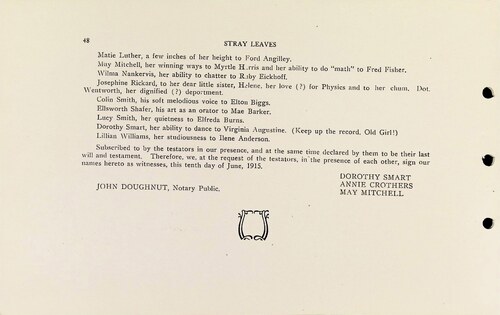 48
STRAY LEAVES
Matie Luther, a few inches of her height to Ford Angilley.
May Mitchell, her winning ways to Myrtle Harris and her ability to do "math" to Fred Fisher.
Wilma Nankervis, her ability to chatter to Ruby Eickhoff.
Josephine Rickard, to her dear little sister, Helene, her love (?) for Physics and to her chum, Dot.
Wentworth, her dignified (?) deportment.
Colin Smith, his soft melodious voice to Elton Biggs.
Ellsworth Shafer, his art as an orator to Mae Barker.
Lucy Smith, her quietness to Elfreda Burns.
Dorothy Smart, her ability to dance to Virginia Augustine. (Keep up the record, Old Girl!)
Lillian Williams, her studiousness to Ilene Anderson.
Subscribed to by the testators in our presence, and at the same time declared by them to be their last
will and testament. Therefore, we, at the request of the testators, in the presence of each other, sign our
names hereto as witnesses, this tenth day of June, 1915.
DOROTHY SMART
JOHN DOUGHNUT, Notary Public.
ANNIE CROTHERS
MAY MITCHELL